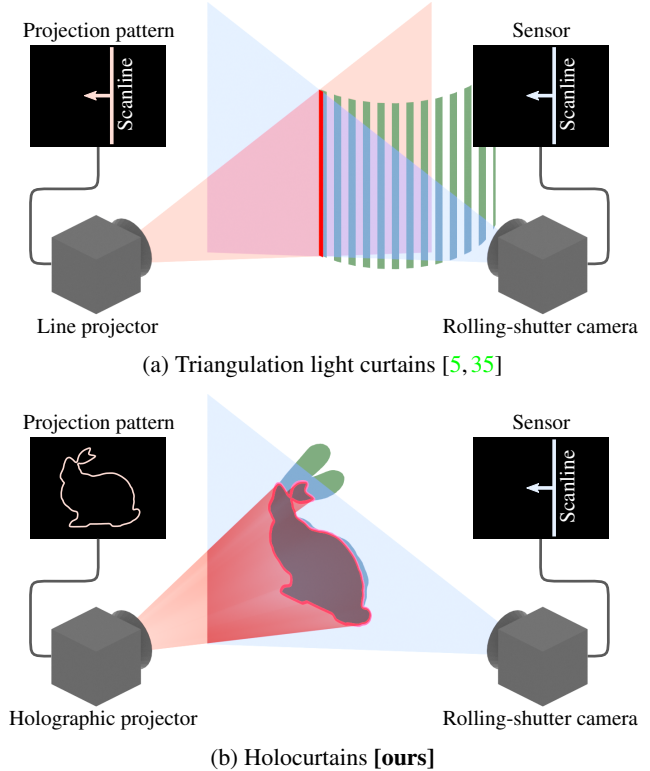 Projection pattern
Sensor
Scanline
Scanline
Line projector
Rolling-shutter camera
(a) Triangulation light curtains [5, 35]
Projection pattern
Sensor
Scanline
Holographic projector
Rolling-shutter camera
(b) Holocurtains [ours]